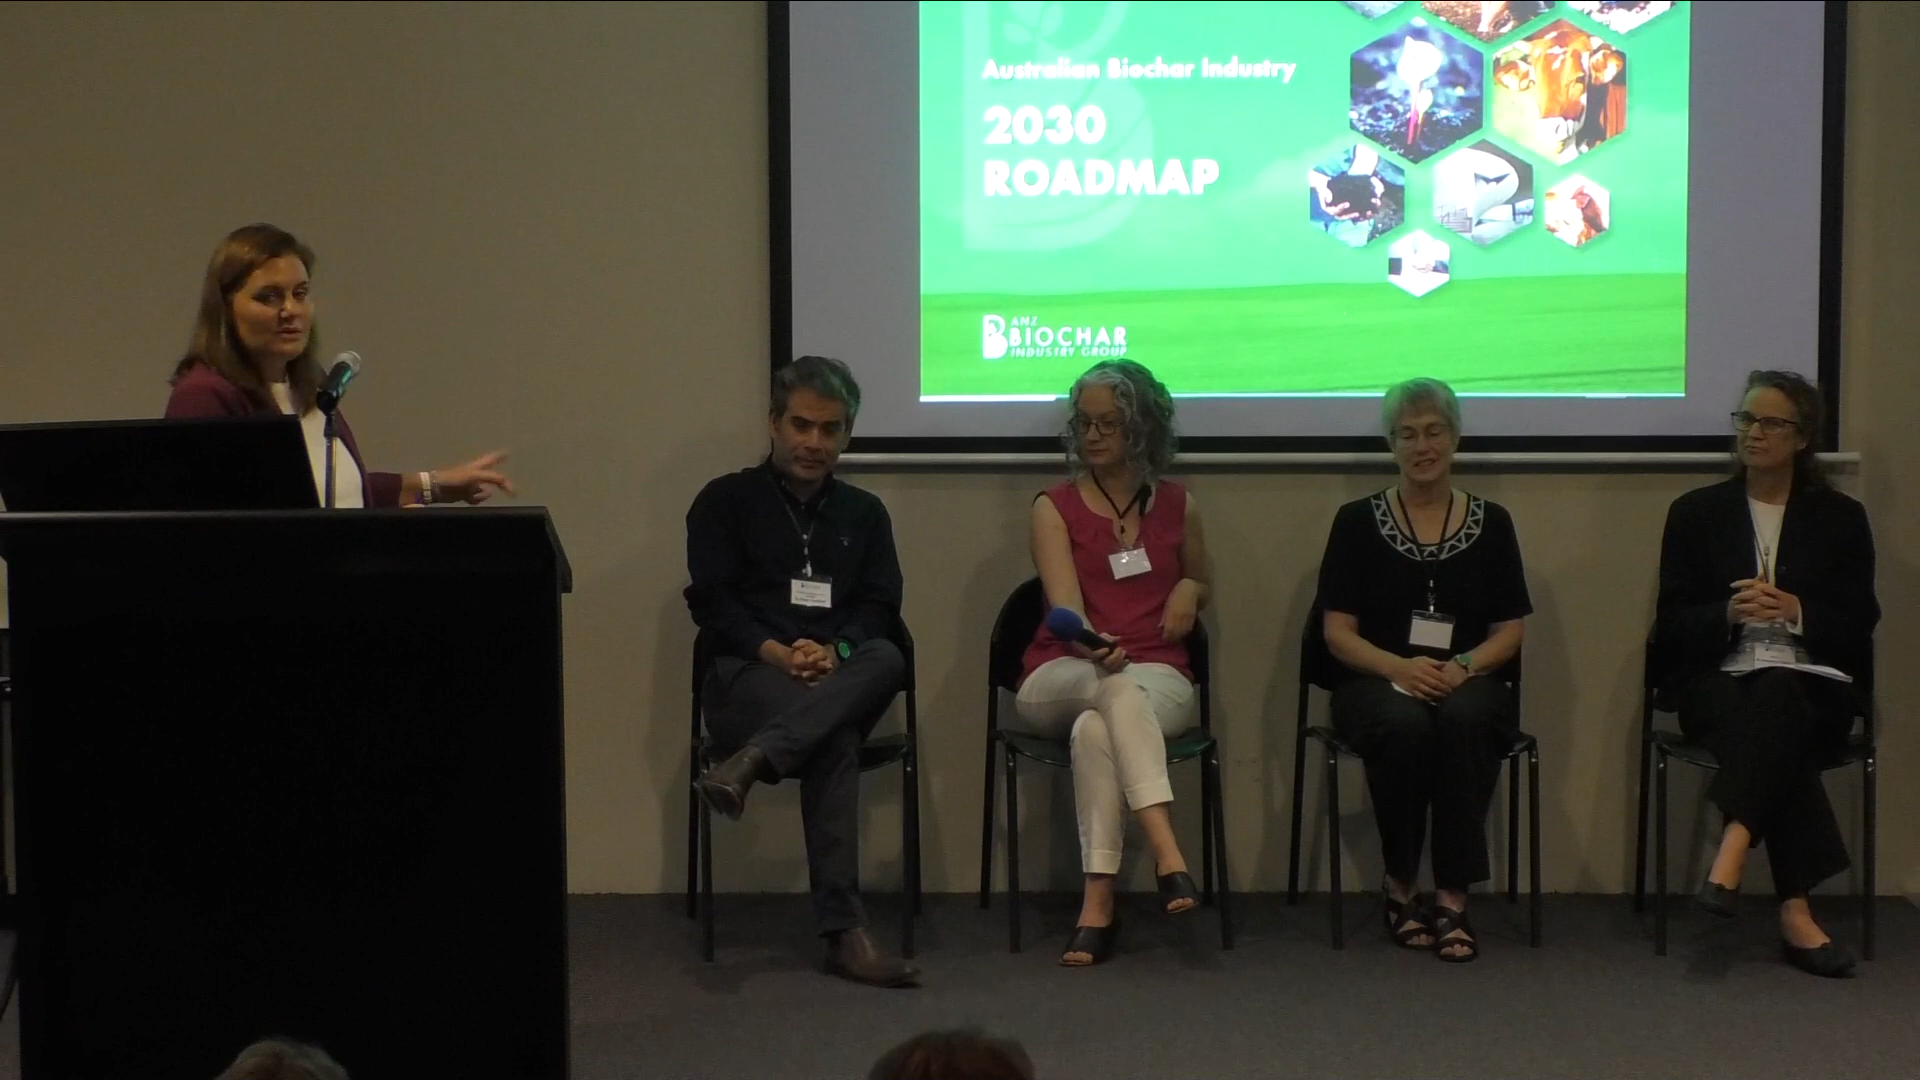 Australian Biochar Industry
2030
ROADMAP
ANZ
BIOCHAR
INDUSTRY GROUP